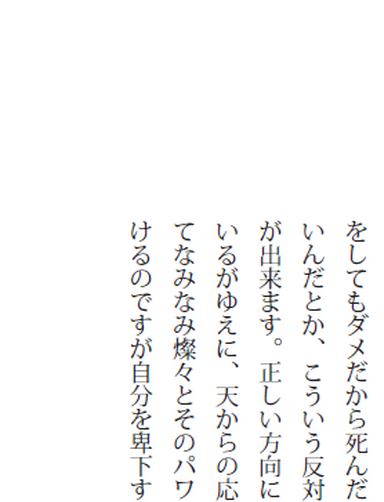 をしてもダメだから死んだ
いんだとか、こういう反対
が出来ます。正しい方向に
いるがゆえに、天からの応
てなみなみ燦々とそのパワ
けるのですが自分を卑下す